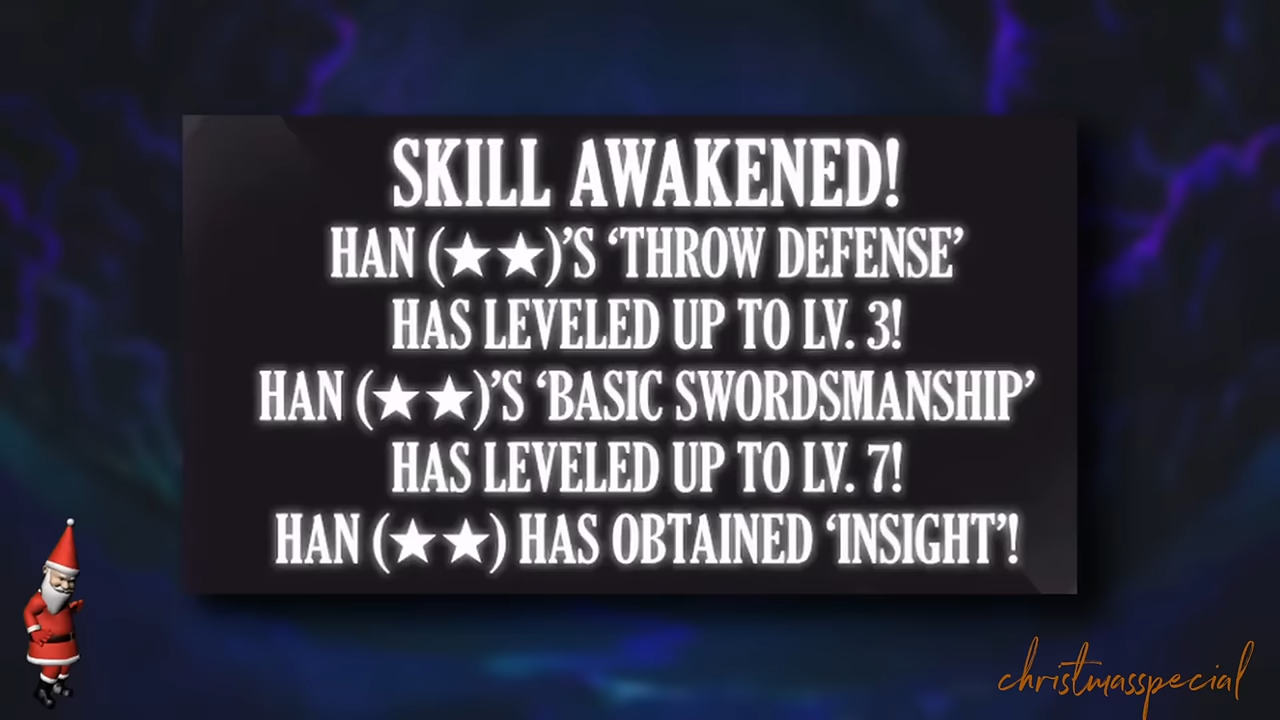 SKILL AWAKENED!
HAN (★★)’S ‘THROW DEFENSE’
HAS LEVELED UP TO LV. 3!
HAN (★★)’S ‘BASIC SWORDSMANSHIP’
HAS LEVELED UP TO LV. 7!
HAN (★★) HAS OBTAINED ‘INSIGHT’!
christmasspecial